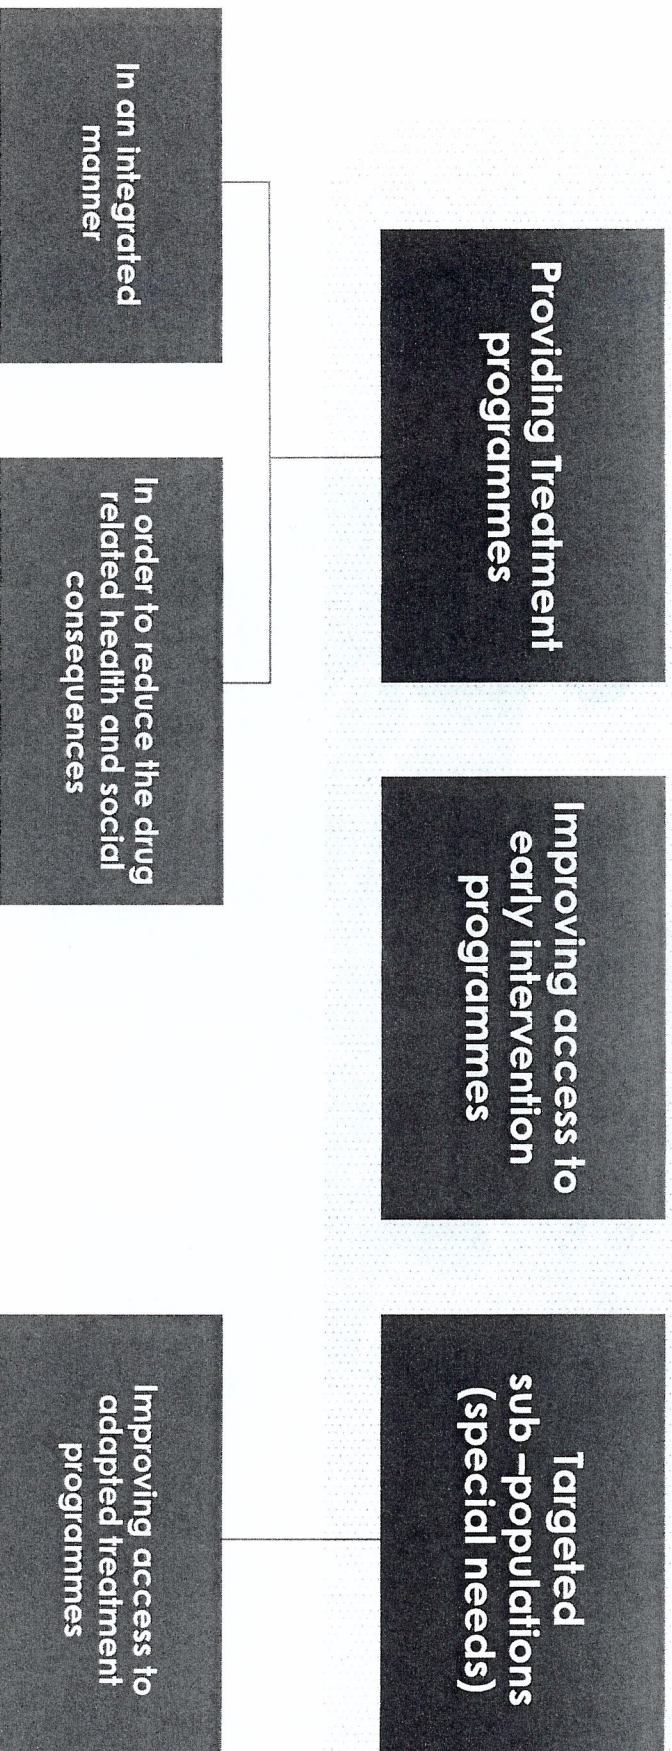 Providing Treatment
programmes
Improving access to
early intervention
programmes
Targeted
sub –populations
(special needs)
In an integrated
manner
In order to reduce the drug
related health and social
consequences
Improving access to
adapted treatment
programmes